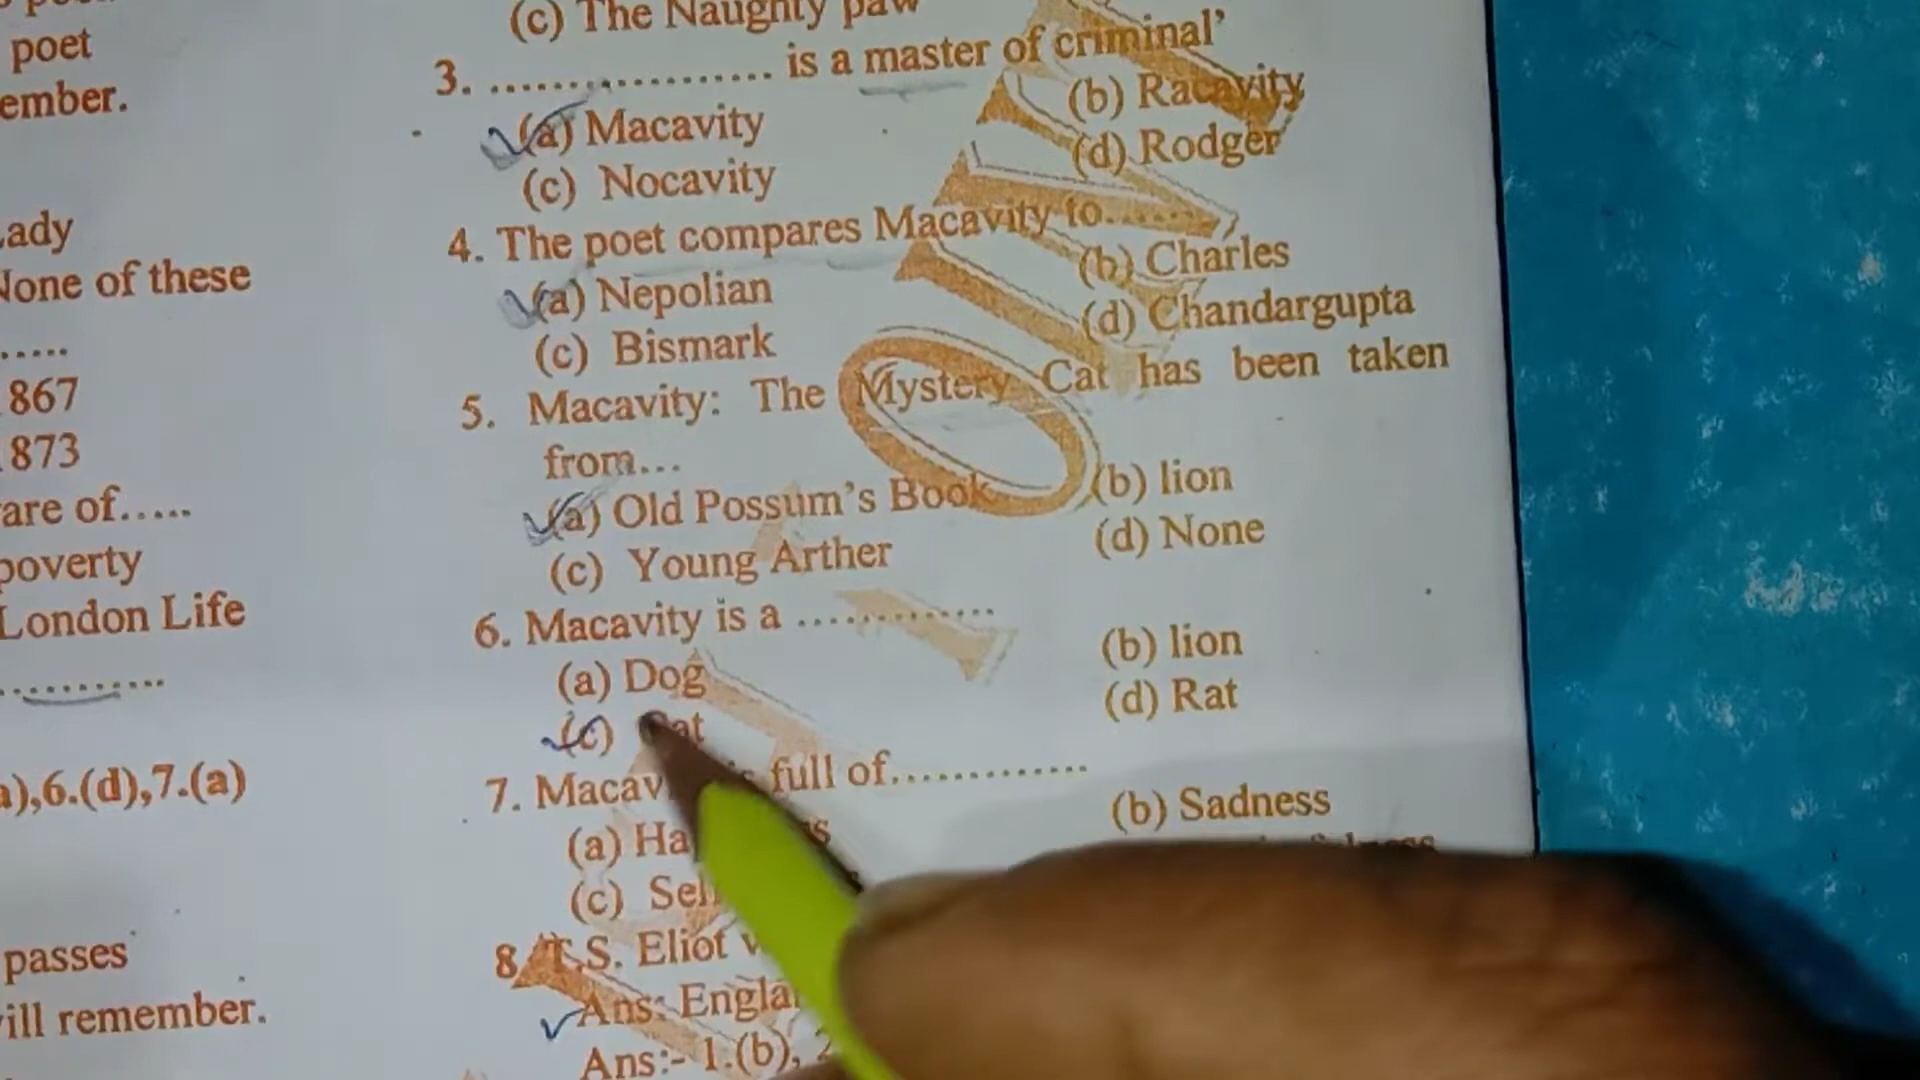 poet
ember.
ady
None of these
.....
867
873
are of.....
poverty
London Life
.............
a),6.(d),7.(a)
passes
ill remember.
(c) The Naughty paw
3. .................... is a master of criminal’
(a) Macavity (b) Racavity
(c) Nocavity (d) Rodger
4. The poet compares Macavity to.......
(a) Nepolian (b) Charles
(c) Bismark (d) Chandargupta
5. Macavity: The Mystery Cat has been taken
from...
(a) Old Possum’s Book (b) lion
(c) Young Arther (d) None
6. Macavity is a ..............
(a) Dog (b) lion
(c) Cat (d) Rat
7. Macav full of..............
(a) Ha s (b) Sadness
(c) Sel
8. T.S. Eliot
Ans: Engla
Ans:- 1.(b), 2